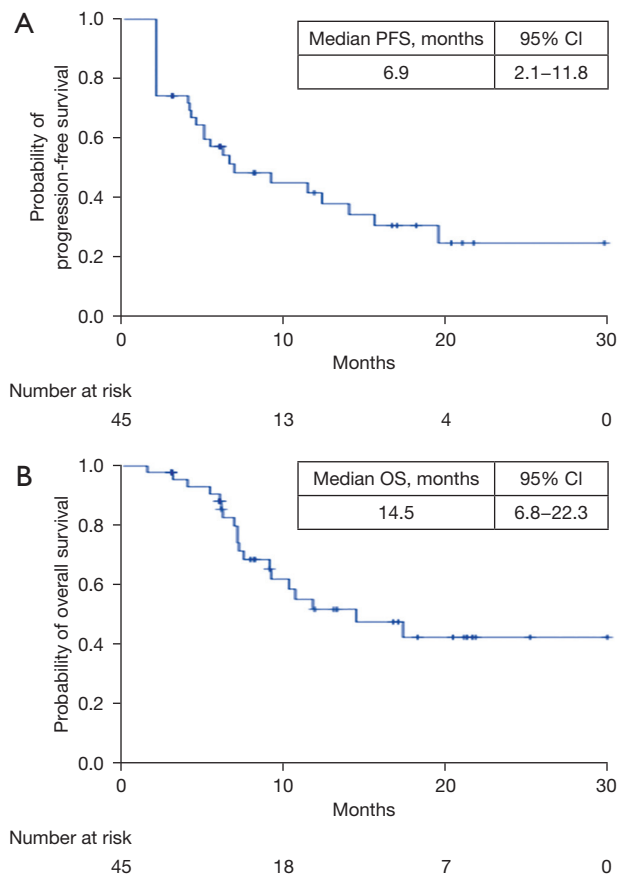 A
Median PFS, months 95% CI
6.9 2.1–11.8
Probability of
progression-free survival
1.0
0.8
0.6
0.4
0.2
0.0
0 10 20 30
Months
Number at risk
45 13 4 0
B
Median OS, months 95% CI
14.5 6.8–22.3
Probability of overall survival
1.0
0.8
0.6
0.4
0.2
0.0
0 10 20 30
Months
Number at risk
45 18 7 0